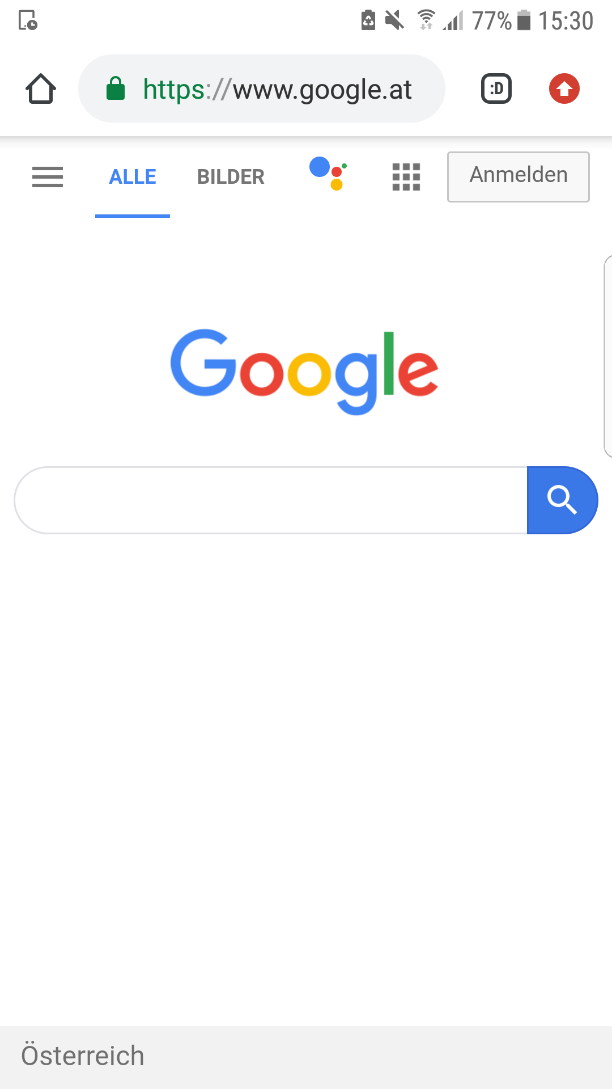 77% 15:30
https://www.google.at :D
ALLE BILDER Anmelden
Google
Österreich